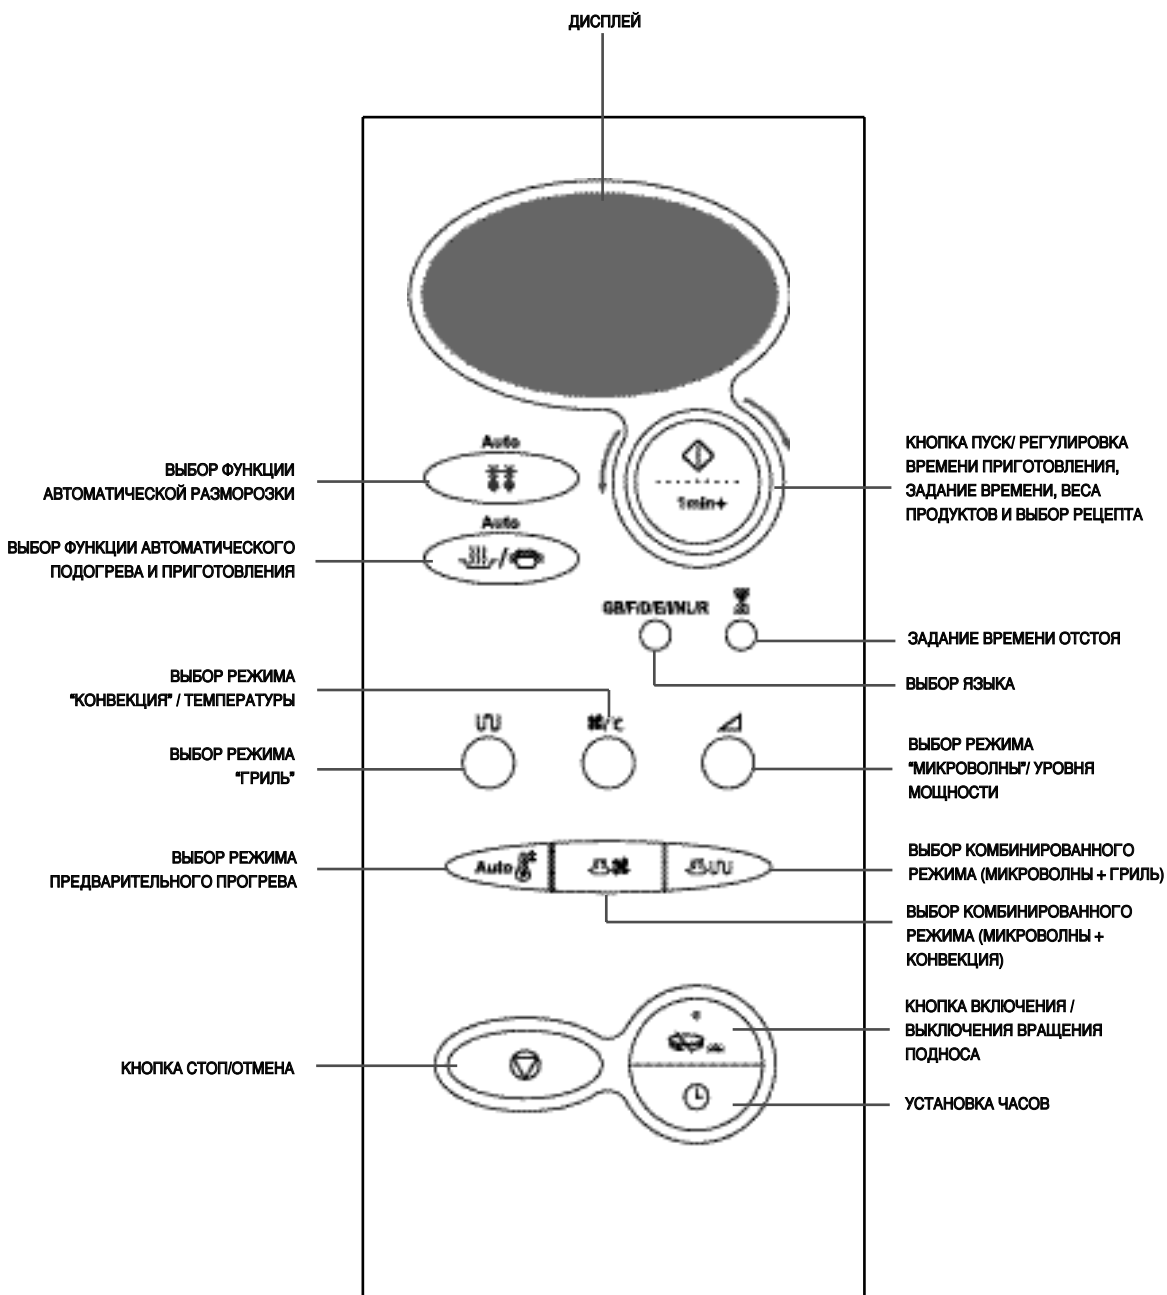 ДИСПЛЕЙ
КНОПКА ПУСК/ РЕГУЛИРОВКА
ВРЕМЕНИ ПРИГОТОВЛЕНИЯ,
ЗАДАНИЕ ВРЕМЕНИ, ВЕСА
ПРОДУКТОВ И ВЫБОР РЕЦЕПТА
Auto
ВЫБОР ФУНКЦИИ
АВТОМАТИЧЕСКОЙ РАЗМОРОЗКИ
1min+
Auto
ВЫБОР ФУНКЦИИ АВТОМАТИЧЕСКОГО
ПОДОГРЕВА И ПРИГОТОВЛЕНИЯ
/
GB/F/D/E/I/NL/R
ЗАДАНИЕ ВРЕМЕНИ ОТСТОЯ
ВЫБОР ЯЗЫКА
ВЫБОР РЕЖИМА
"КОНВЕКЦИЯ" / ТЕМПЕРАТУРЫ
/°C
ВЫБОР РЕЖИМА
"ГРИЛЬ"
ВЫБОР РЕЖИМА
"МИКРОВОЛНЫ"/ УРОВНЯ
МОЩНОСТИ
ВЫБОР РЕЖИМА
ПРЕДВАРИТЕЛЬНОГО ПРОГРЕВА
Auto
ВЫБОР КОМБИНИРОВАННОГО
РЕЖИМА (МИКРОВОЛНЫ + ГРИЛЬ)
ВЫБОР КОМБИНИРОВАННОГО
РЕЖИМА (МИКРОВОЛНЫ +
КОНВЕКЦИЯ)
КНОПКА ВКЛЮЧЕНИЯ /
ВЫКЛЮЧЕНИЯ ВРАЩЕНИЯ
ПОДНОСА
КНОПКА СТОП/ОТМЕНА
УСТАНОВКА ЧАСОВ